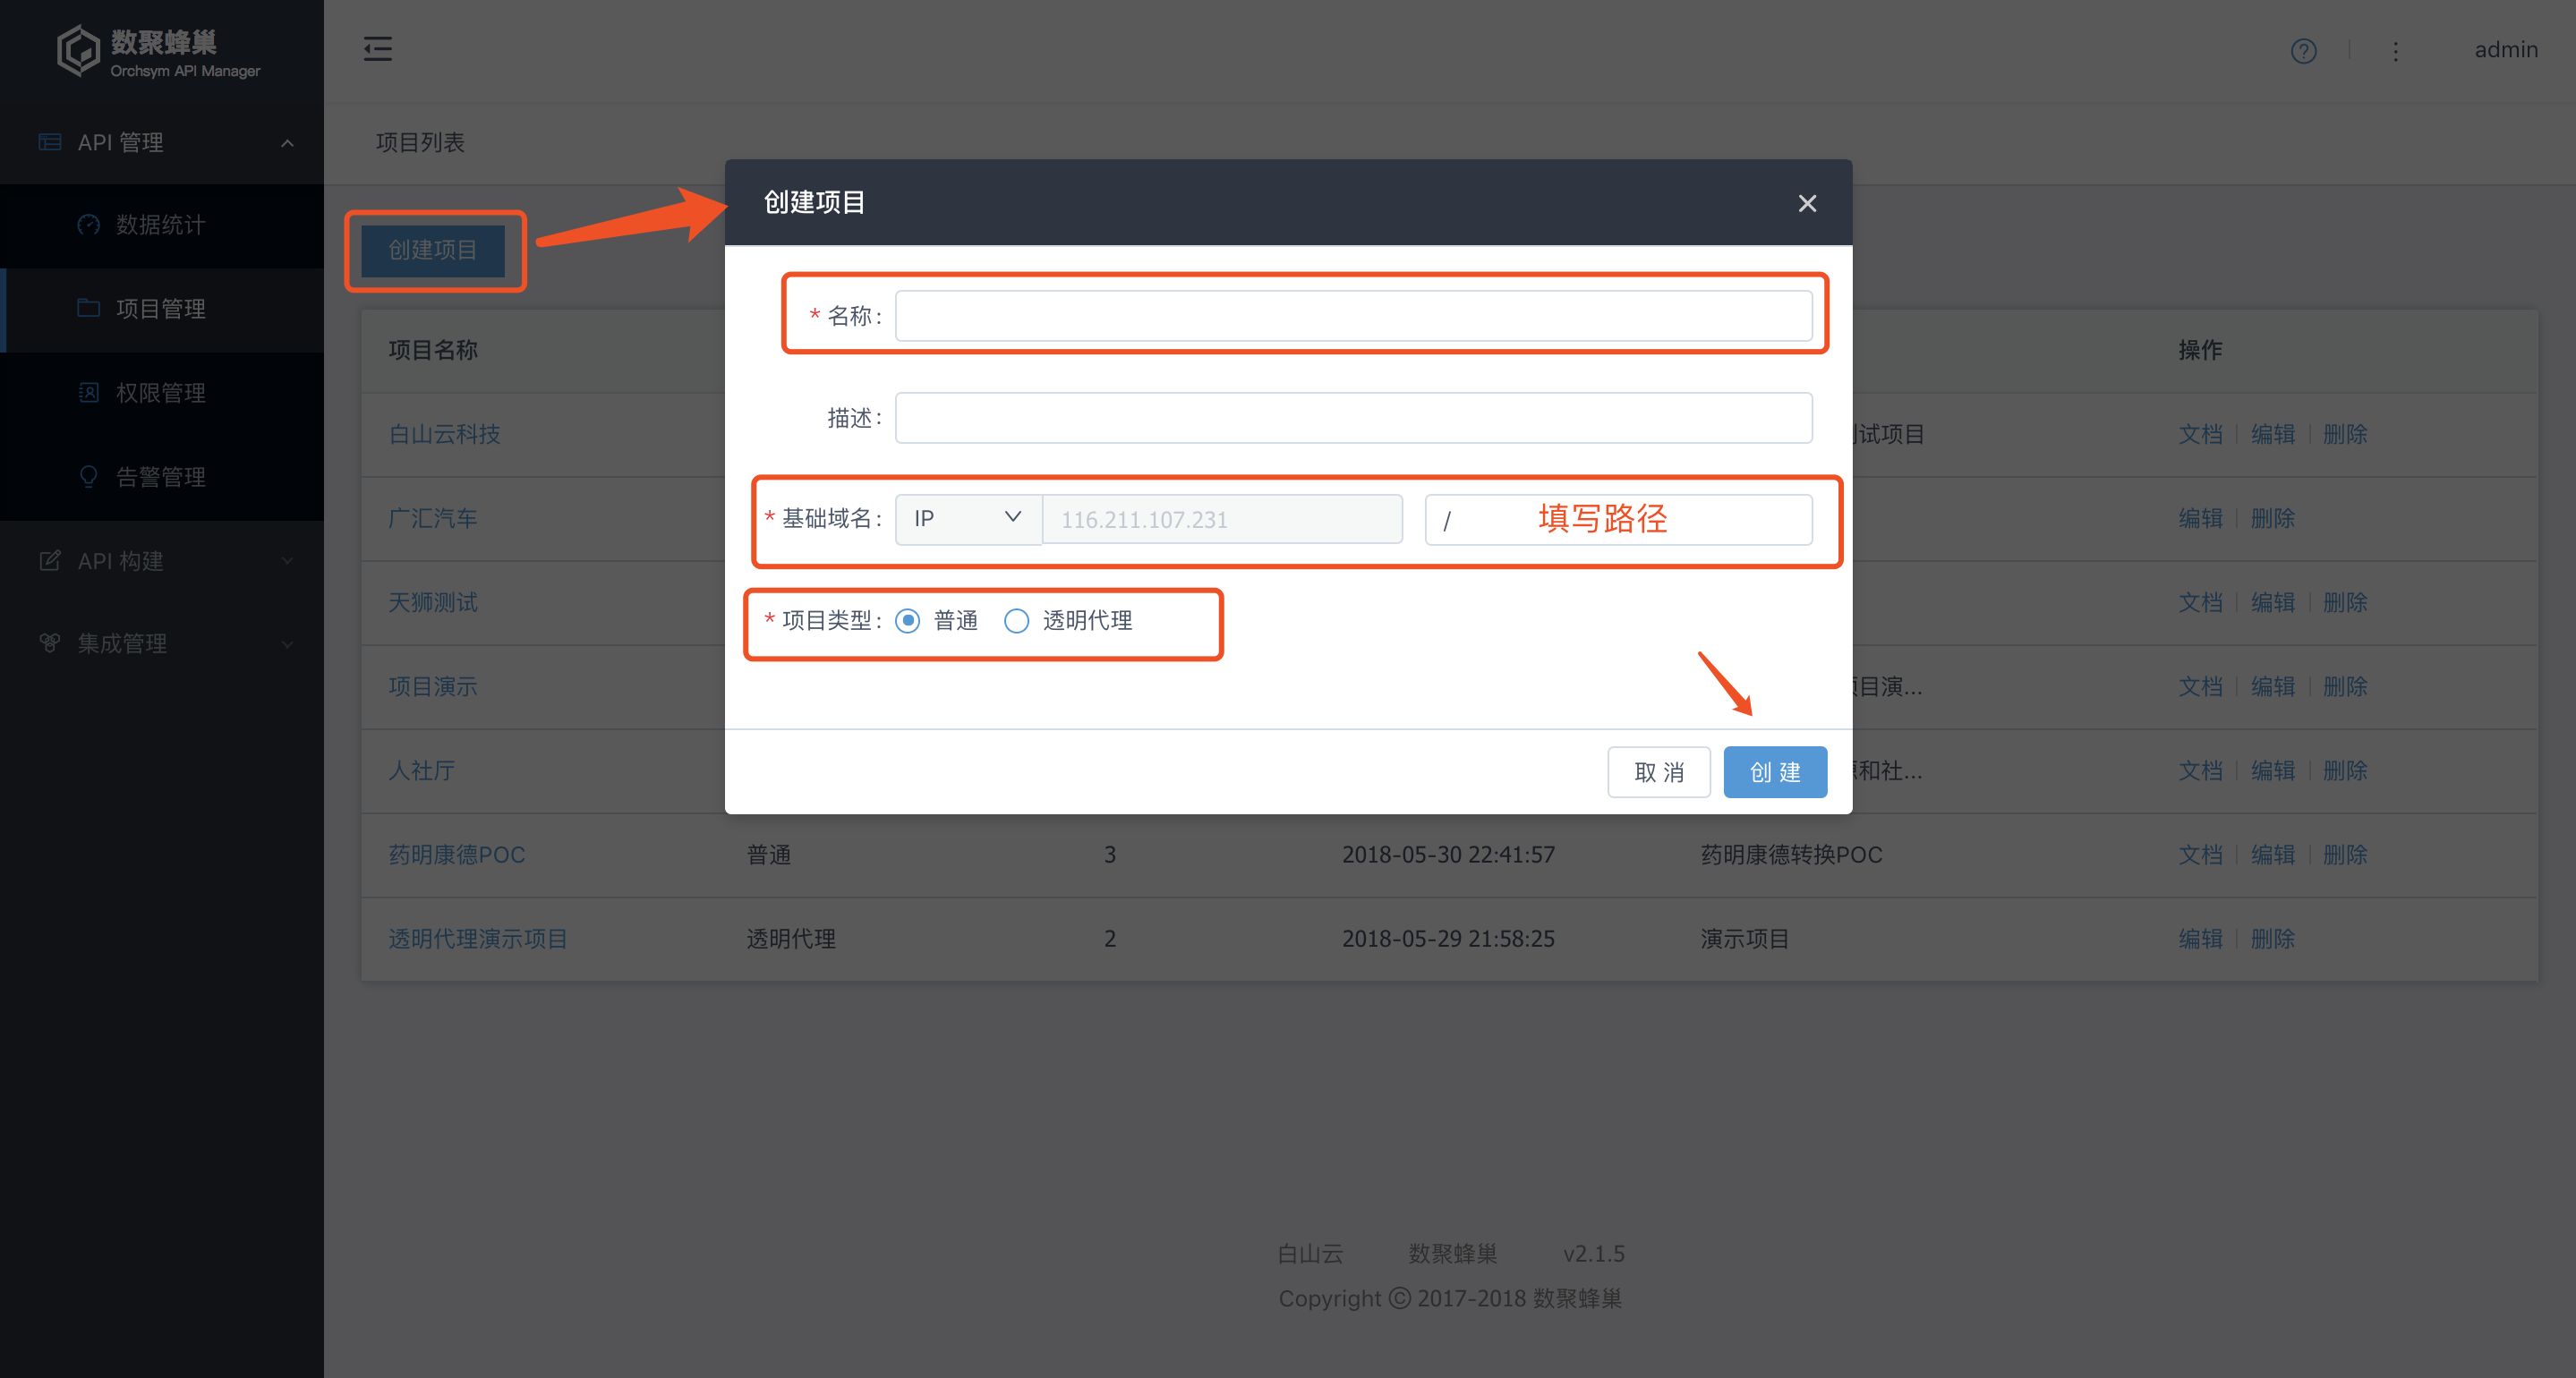 数聚蜂巢
Orchsym API Manager
admin
API 管理
数据统计
项目管理
权限管理
告警管理
API 构建
集成管理
项目列表
创建项目
创建项目
* 名称：
描述：
* 基础域名： IP 116.211.107.231 / 填写路径
* 项目类型： 普通 透明代理
取 消 创 建
项目名称 操作
白山云科技 试项目 文档 编辑 删除
广汇汽车 编辑 删除
天狮测试 文档 编辑 删除
项目演示 目演... 文档 编辑 删除
人社厅 和社... 文档 编辑 删除
药明康德POC 普通 3 2018-05-30 22:41:57 药明康德转换POC 文档 编辑 删除
透明代理演示项目 透明代理 2 2018-05-29 21:58:25 演示项目 编辑 删除
白山云 数聚蜂巢 v2.1.5
Copyright © 2017-2018 数聚蜂巢